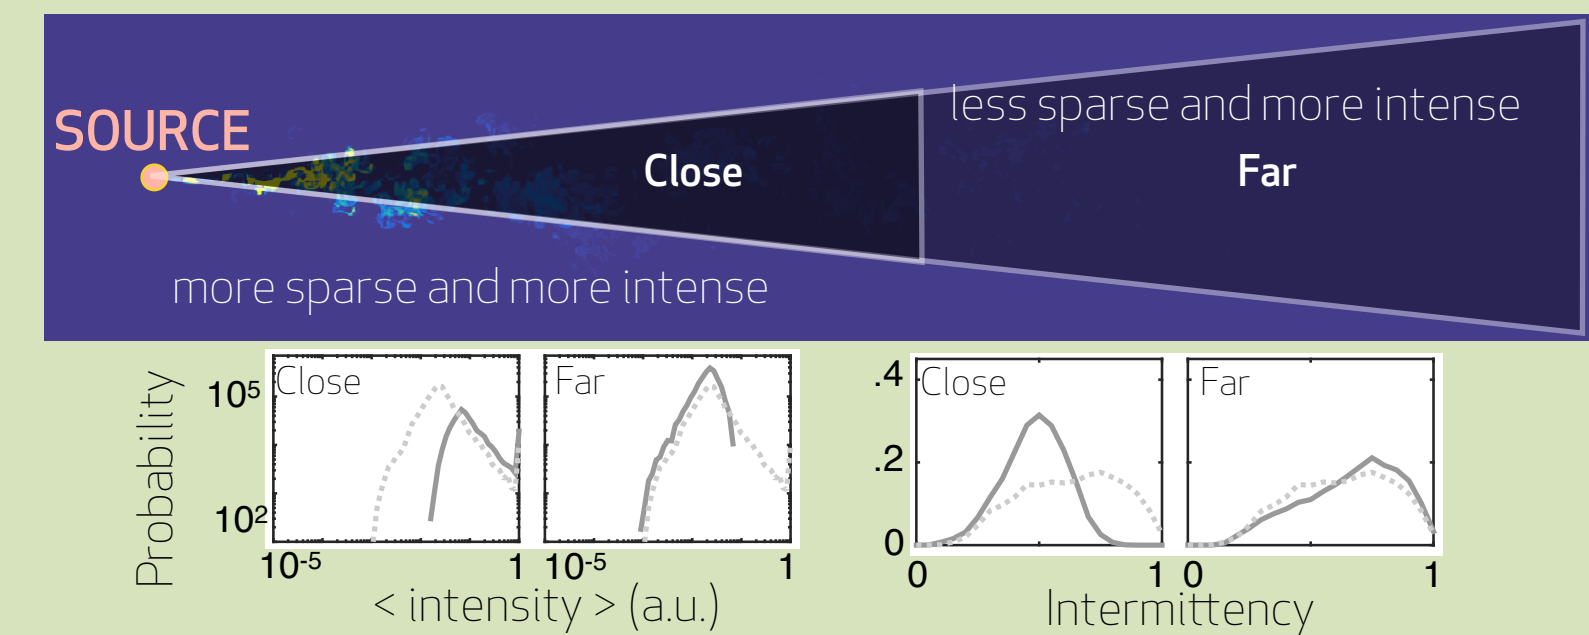 SOURCE
less sparse and more intense
Close
Far
more sparse and more intense
Probability
10⁵
10²
Close
Far
10⁻⁵
1
10⁻⁵
1
< intensity > (a.u.)
.4
.2
0
Close
Far
0
1
0
1
Intermittency